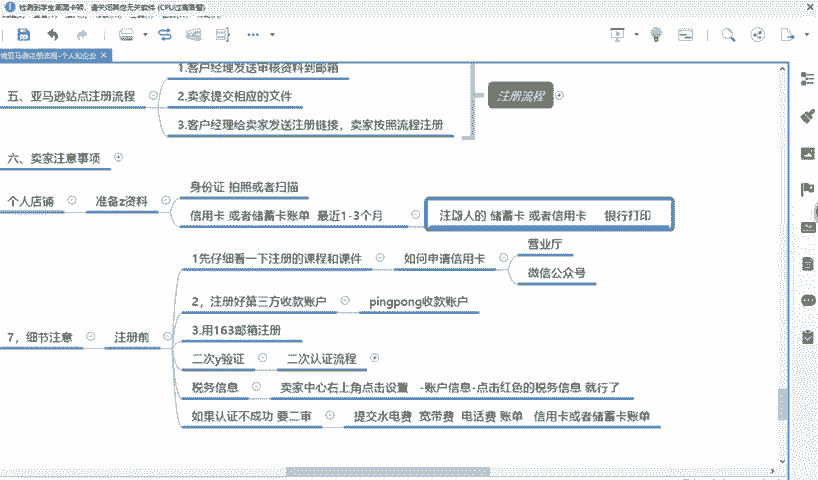 检测到学生画面卡顿，请关闭其他无关软件 (CPU过高告警)
亚马逊注册流程-个人和企业
1.客户经理发送审核资料到邮箱
五、亚马逊站点注册流程
2.卖家提交相应的文件
注册流程
3.客户经理给卖家发送注册链接，卖家按照流程注册
六、卖家注意事项
身份证 拍照或者扫描
个人店铺 准备z资料
信用卡 或者储蓄卡账单 最近1-3个月
注册人的 储蓄卡 或者信用卡 银行打印
营业厅
1先仔细看一下注册的课程和课件 如何申请信用卡
微信公众号
2，注册好第三方收款账户 pingpong收款账户
3.用163邮箱注册
7，细节注意 注册前
二次y验证 二次认证流程
税务信息 卖家中心右上角点击设置 -账户信息-点击红色的税务信息 就行了
如果认证不成功 要二审 提交水电费 宽带费 电话费 账单 信用卡或者储蓄卡账单